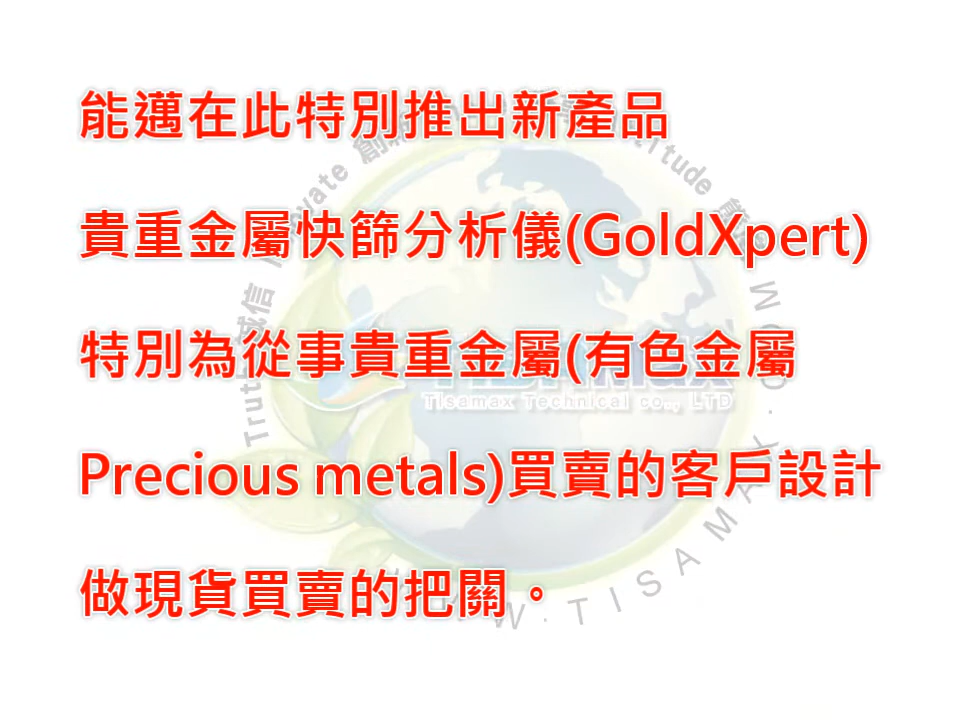 能邁在此特別推出新產品
貴重金屬快篩分析儀(GoldXpert)
特別為從事貴重金屬(有色金屬
Precious metals)買賣的客戶設計
做現貨買賣的把關。
Tisamax Technical co., LTD